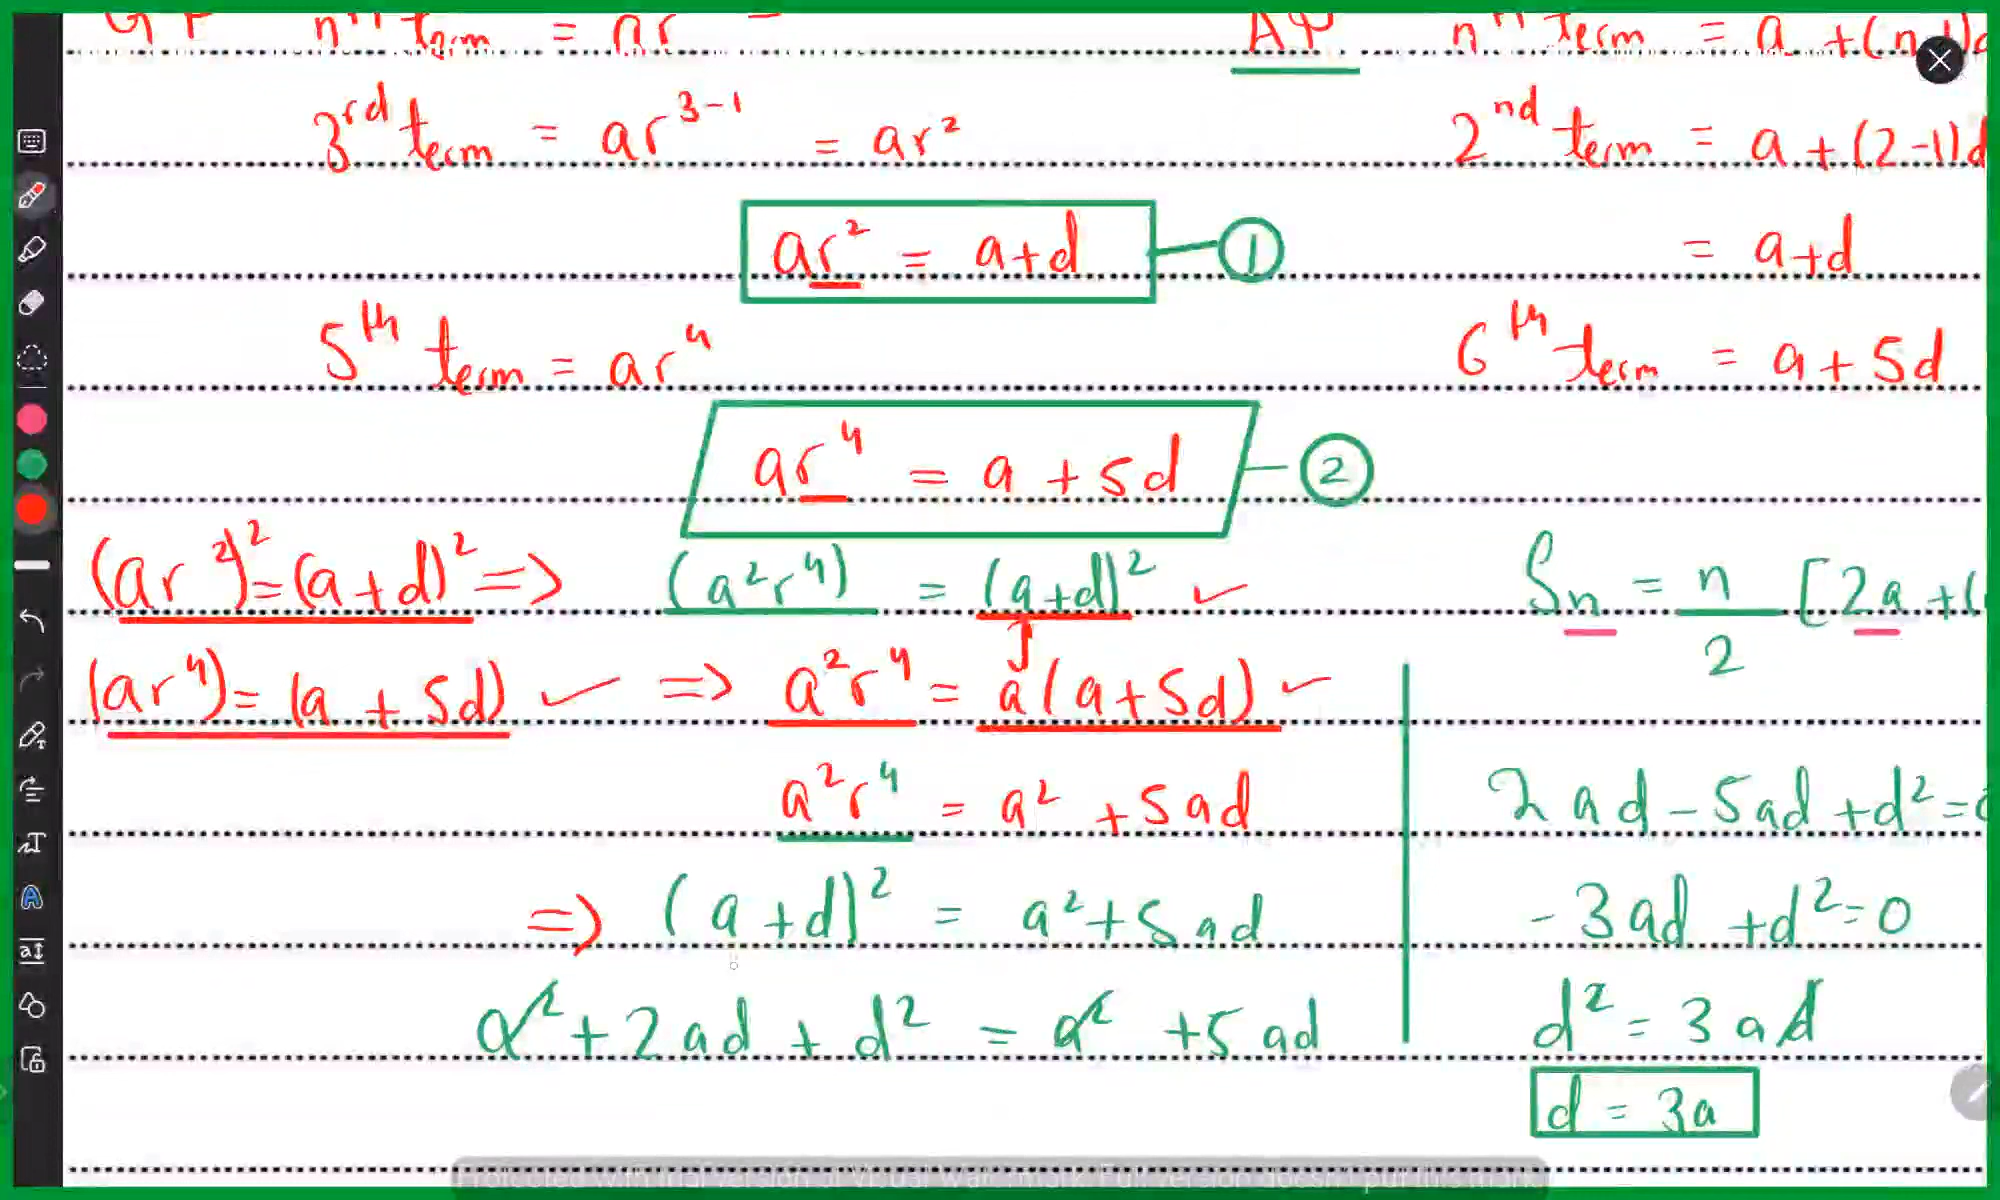 GP nth term = ar
AP nth term = a + (n-1)d
3rd term = ar³⁻¹ = ar²
2nd term = a + (2-1)d
ar² = a+d ①
= a+d
5th term = ar⁴
6th term = a + 5d
ar⁴ = a + 5d ②
(ar²)² = (a+d)² => (a²r⁴) = (a+d)² ✓
Sn = n/2 [2a + (
(ar⁴) = (a + 5d) ✓ => a²r⁴ = a(a+5d) ✓
a²r⁴ = a² + 5ad
2ad - 5ad + d² =
=> (a+d)² = a² + 5ad
-3ad + d² = 0
a² + 2ad + d² = a² + 5ad
d² = 3ad
d = 3a